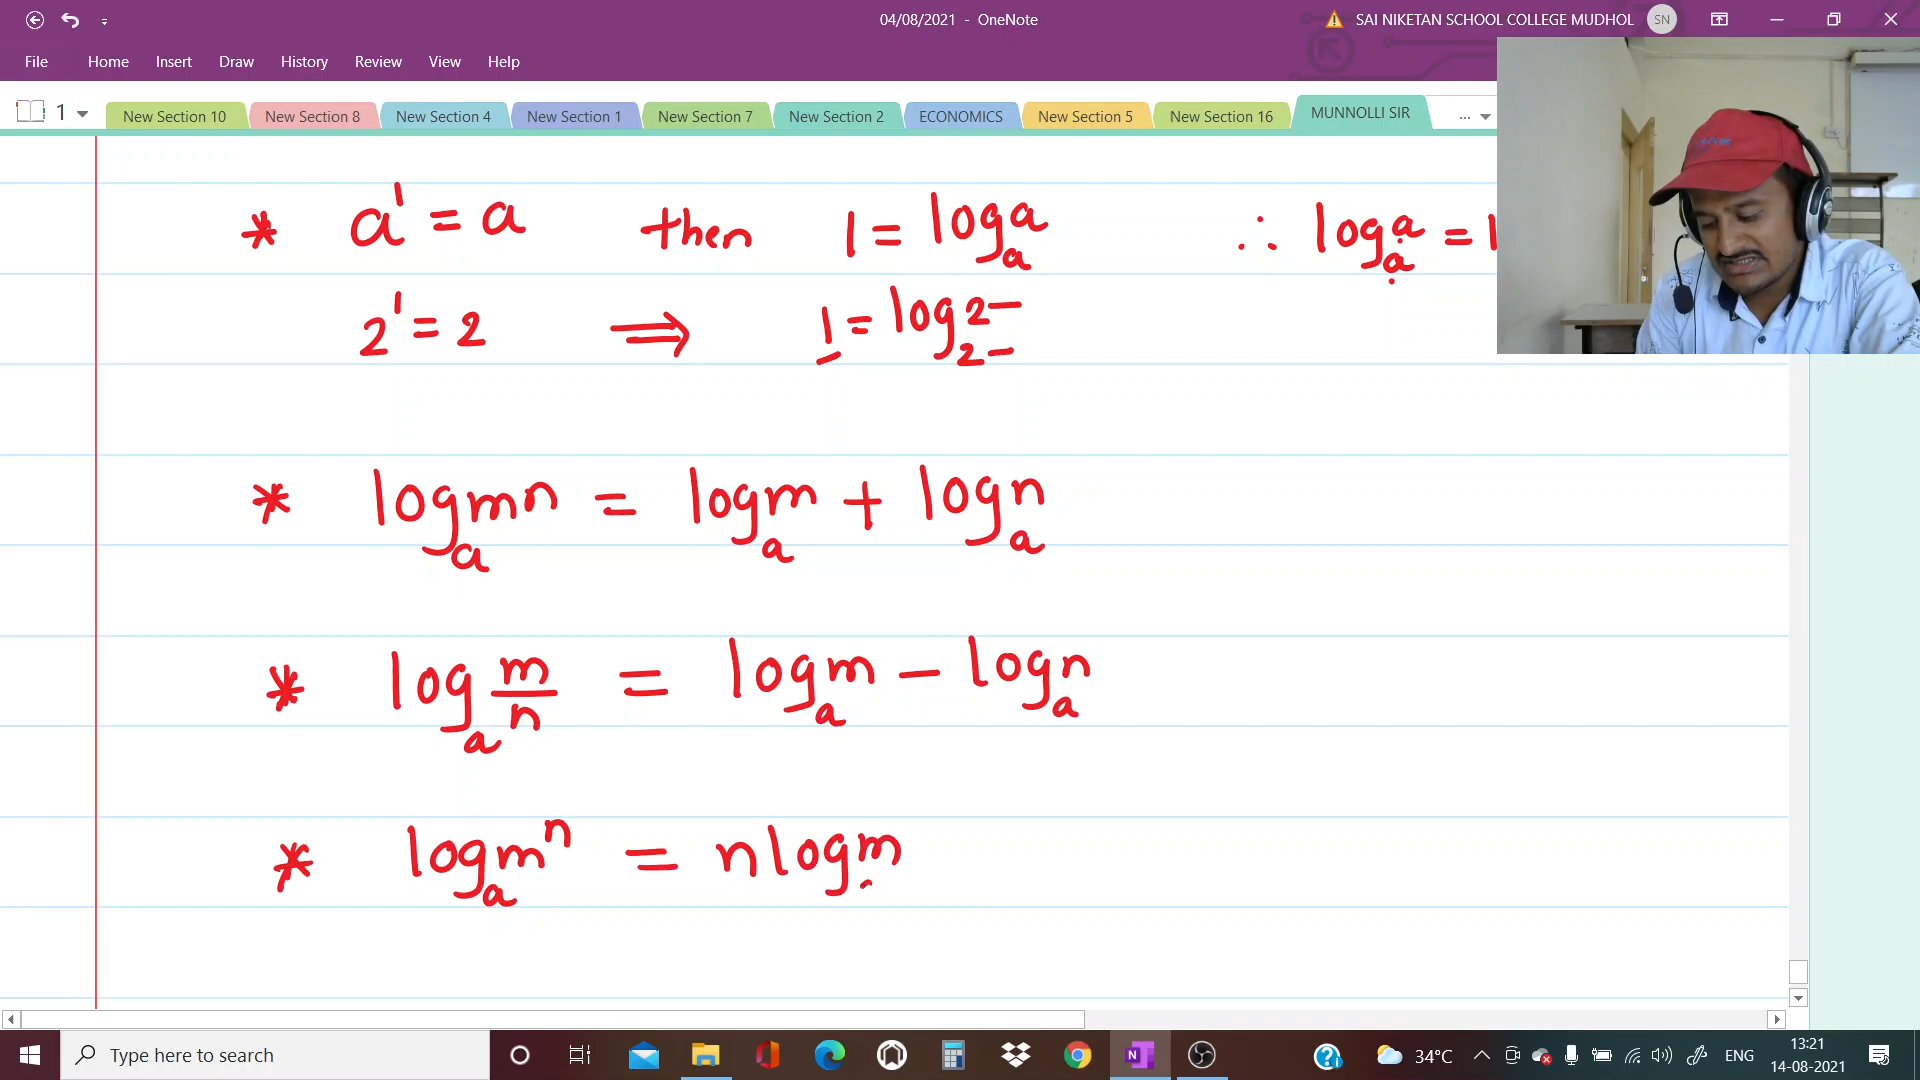 04/08/2021 - OneNote
SAI NIKETAN SCHOOL COLLEGE MUDHOL SN
File Home Insert Draw History Review View Help
1 New Section 10 New Section 8 New Section 4 New Section 1 New Section 7 New Section 2 ECONOMICS New Section 5 New Section 16 MUNNOLLI SIR ...
* a¹ = a then 1 = logₐa ∴ logₐa = 1
2¹ = 2 ⟹ 1 = log₂2
* logₐmn = logₐm + logₐn
* logₐ m/n = logₐm − logₐn
* logₐmⁿ = n logm
Type here to search
34°C ENG 13:21
14-08-2021